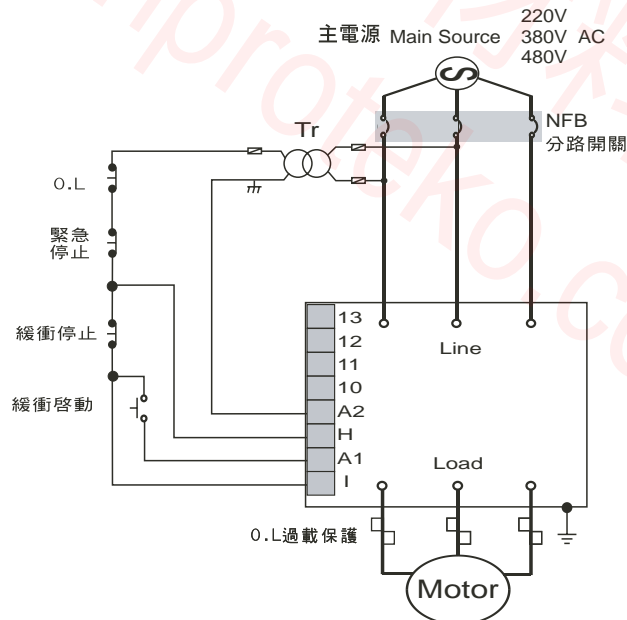 主電源 Main Source
220V
380V AC
480V
NFB
分路開關
Tr
O.L
緊急
停止
緩衝停止
緩衝啓動
13
12
11
10
A2
H
A1
I
Line
Load
O.L過載保護
Motor
proteko.co